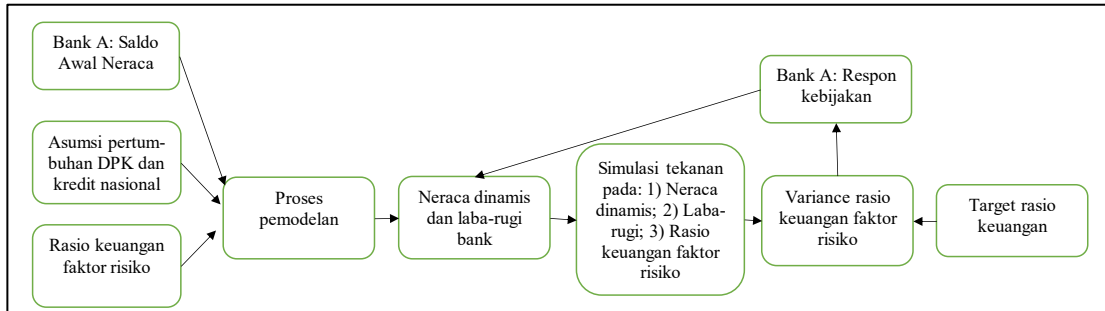 Bank A: Saldo
Awal Neraca
Asumsi pertum-
buhan DPK dan
kredit nasional
Rasio keuangan
faktor risiko
Proses
pemodelan
Neraca dinamis
dan laba-rugi
bank
Simulasi tekanan
pada: 1) Neraca
dinamis; 2) Laba-
rugi; 3) Rasio
keuangan faktor
risiko
Bank A: Respon
kebijakan
Variance rasio
keuangan faktor
risiko
Target rasio
keuangan